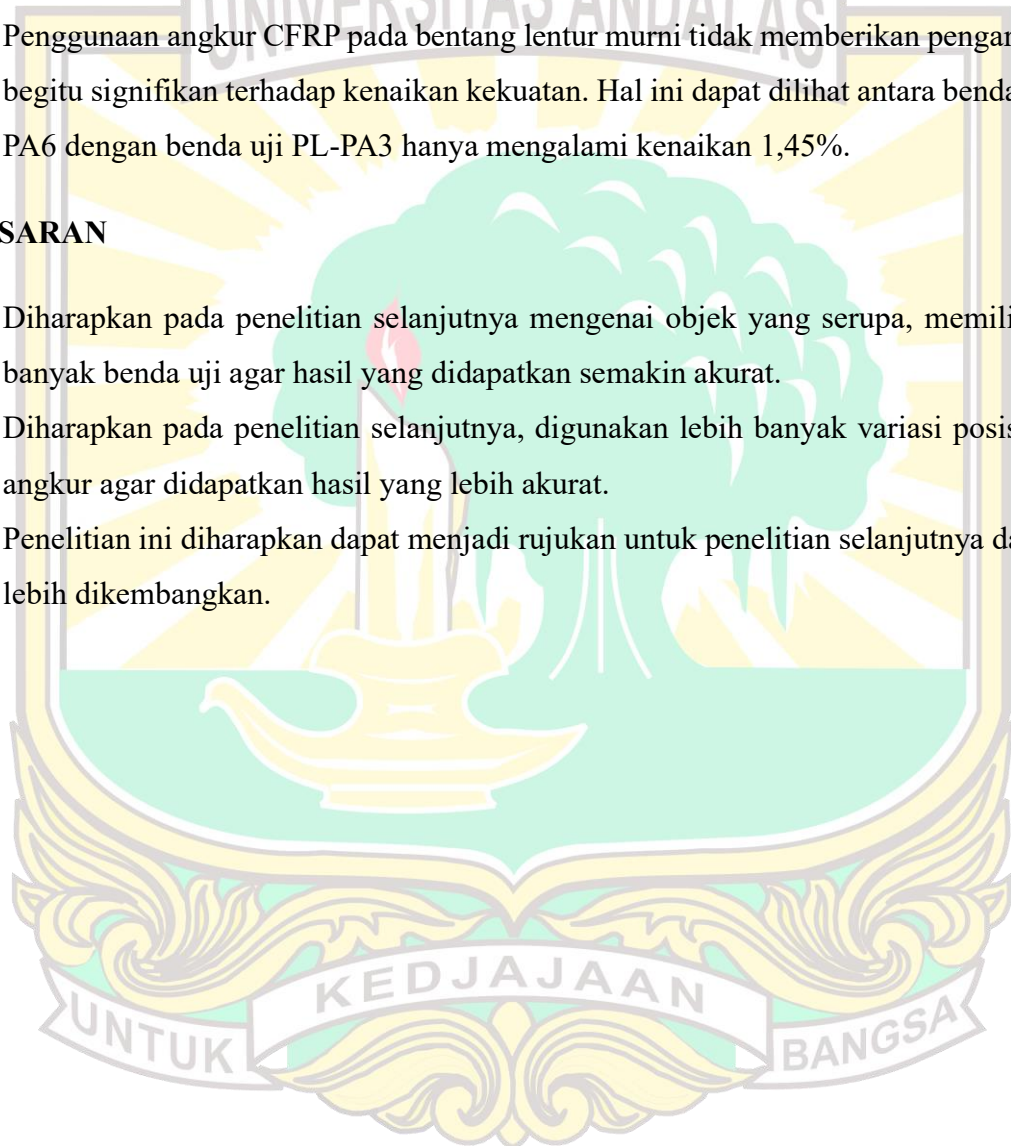 UNIVERSITAS ANDALAS
Penggunaan angkur CFRP pada bentang lentur murni tidak memberikan pengar
begitu signifikan terhadap kenaikan kekuatan. Hal ini dapat dilihat antara benda
PA6 dengan benda uji PL-PA3 hanya mengalami kenaikan 1,45%.
SARAN
Diharapkan pada penelitian selanjutnya mengenai objek yang serupa, memili
banyak benda uji agar hasil yang didapatkan semakin akurat.
Diharapkan pada penelitian selanjutnya, digunakan lebih banyak variasi posis
angkur agar didapatkan hasil yang lebih akurat.
Penelitian ini diharapkan dapat menjadi rujukan untuk penelitian selanjutnya da
lebih dikembangkan.
UNTUK KEDJAJAAN BANGSA